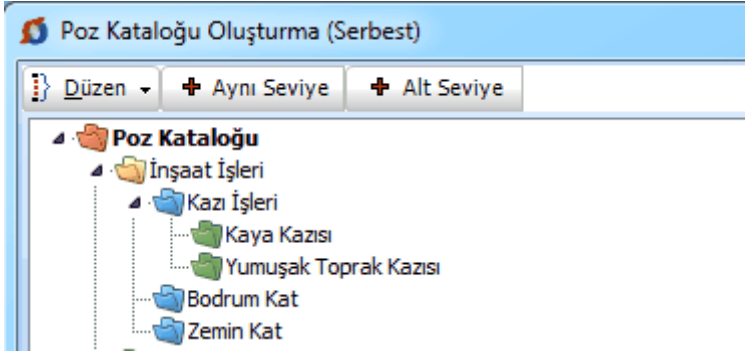 Poz Kataloğu Oluşturma (Serbest)
Düzen Aynı Seviye Alt Seviye
Poz Kataloğu
İnşaat İşleri
Kazı İşleri
Kaya Kazısı
Yumuşak Toprak Kazısı
Bodrum Kat
Zemin Kat